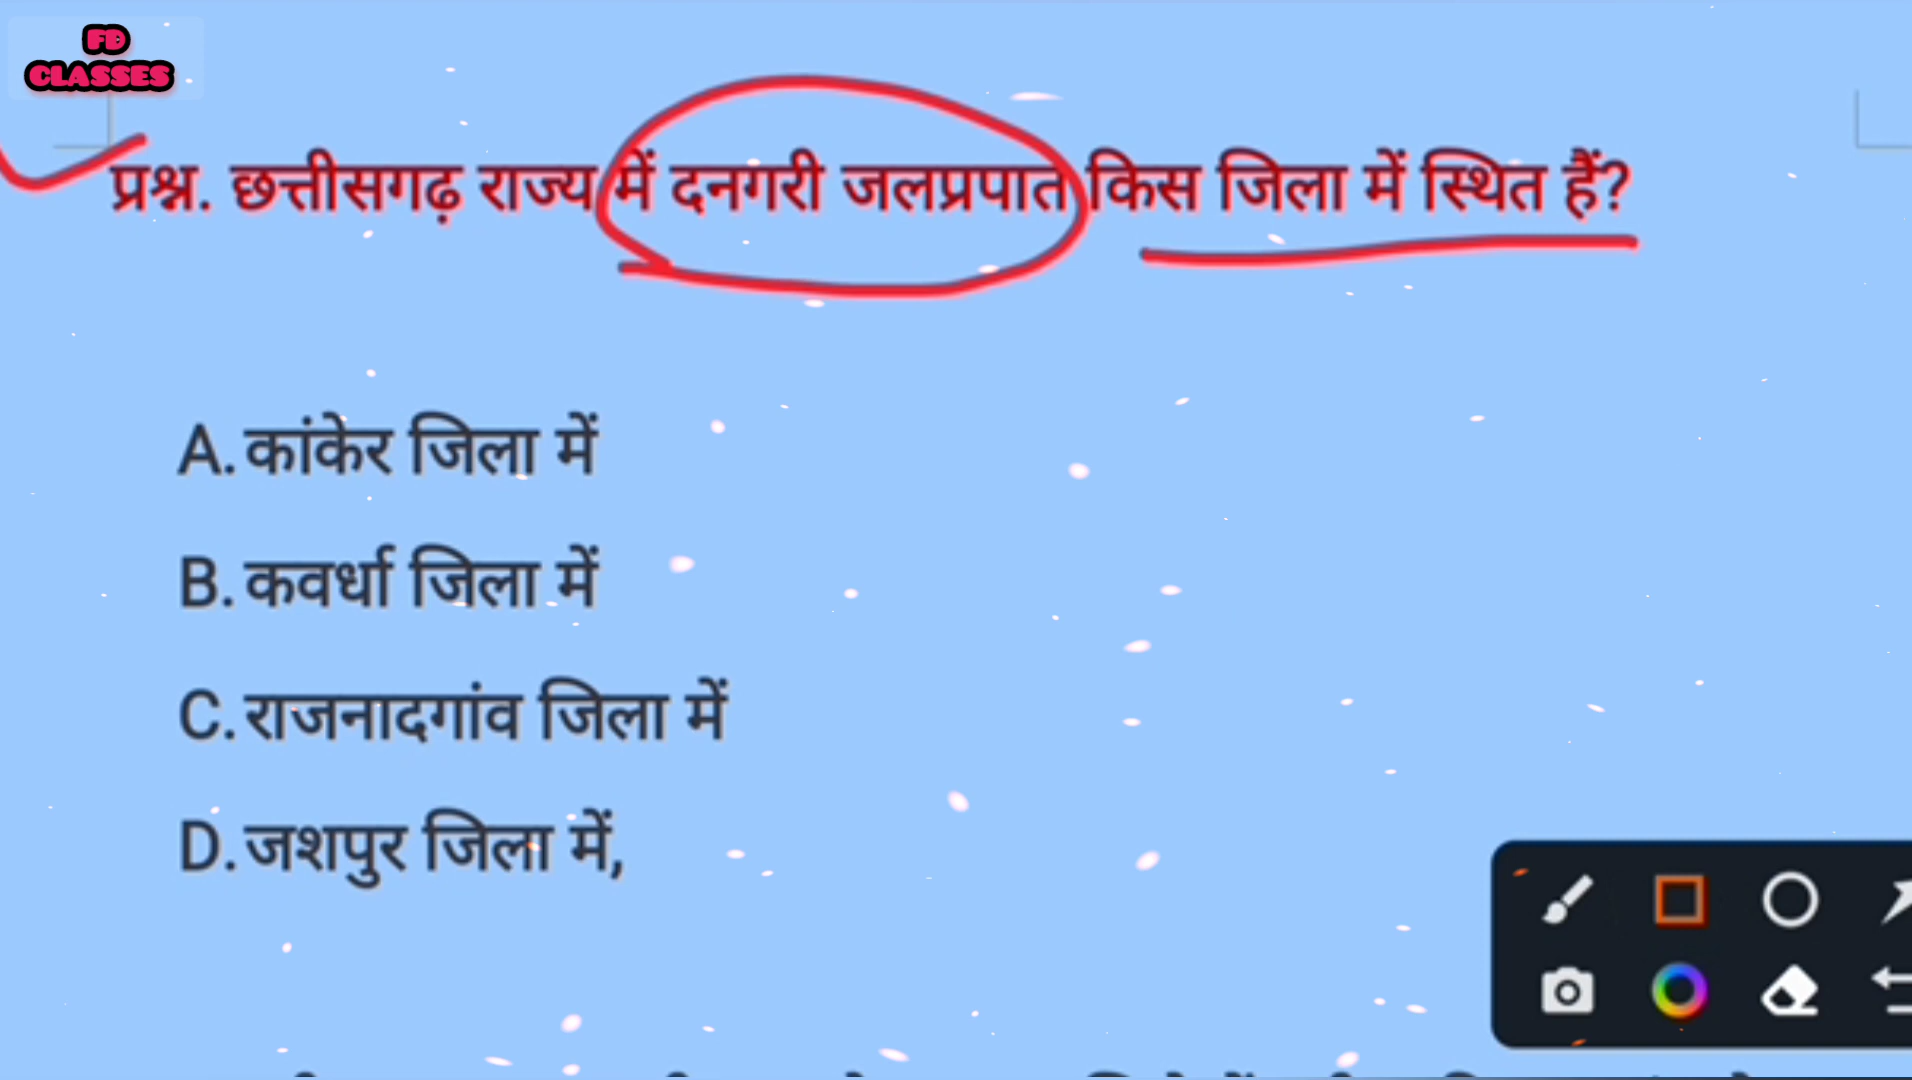 FD
CLASSES
प्रश्न. छत्तीसगढ़ राज्य में दनगरी जलप्रपात किस जिला में स्थित हैं?
A. कांकेर जिला में
B. कवर्धा जिला में
C. राजनादगांव जिला में
D. जशपुर जिला में,